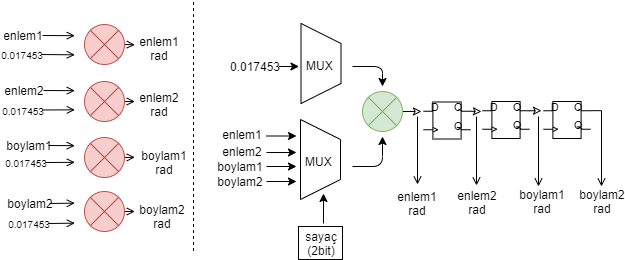 enlem1
0.017453
enlem1
rad
enlem2
0.017453
enlem2
rad
boylam1
0.017453
boylam1
rad
boylam2
0.017453
boylam2
rad
0.017453
MUX
enlem1
enlem2
boylam1
boylam2
MUX
sayaç
(2bit)
D Q
Q
D Q
Q
D Q
Q
enlem1
rad
enlem2
rad
boylam1
rad
boylam2
rad